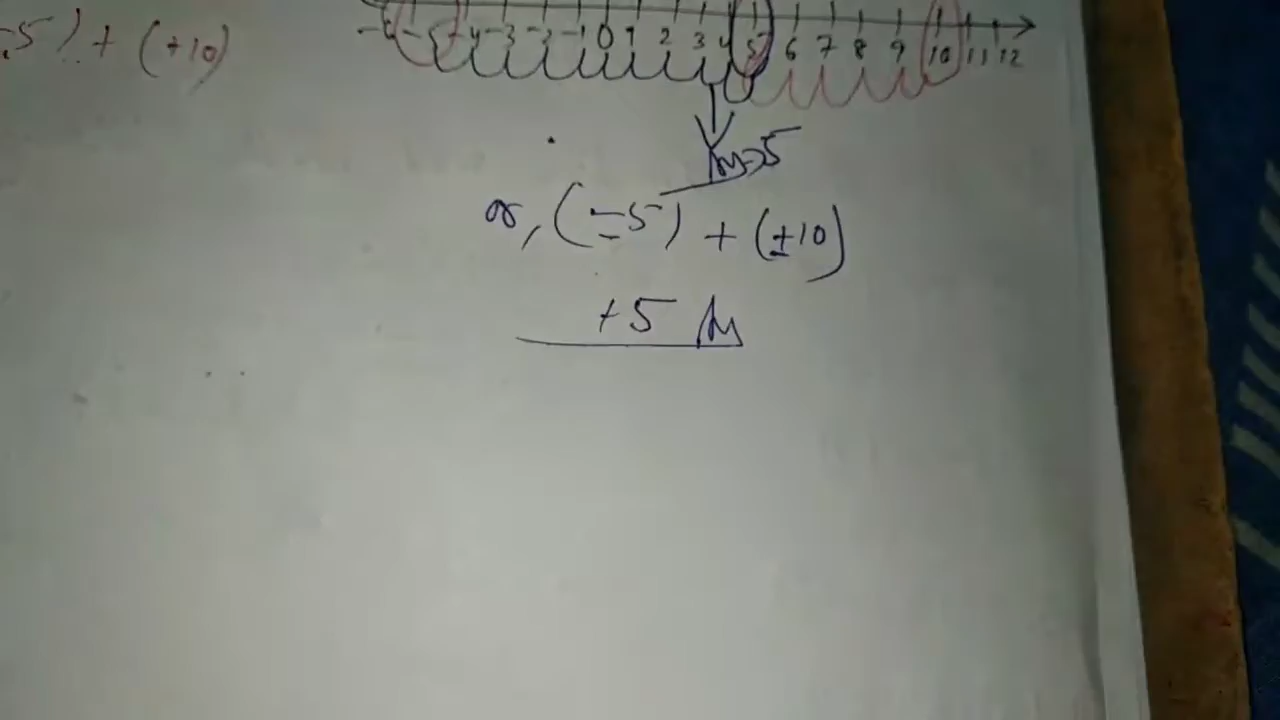 -5) + (+10)
-6 -5 -4 -3 -2 -1 0 1 2 3 4 5 6 7 8 9 10 11 12
Ans 5
or, (-5) + (+10)
+5 Ans